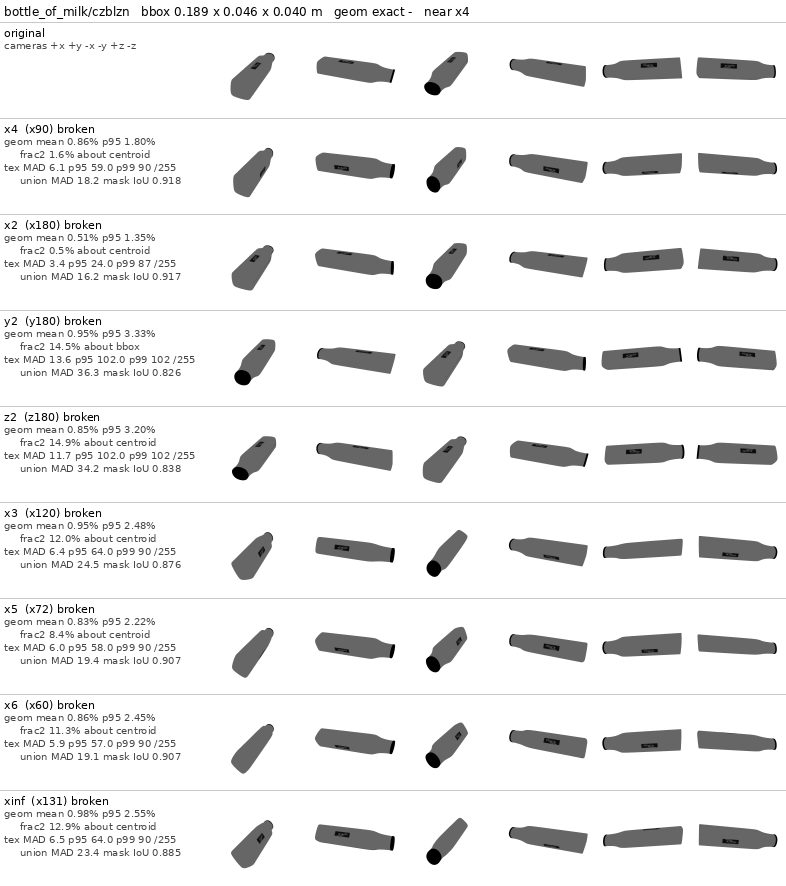 bottle_of_milk/czblzn bbox 0.189 x 0.046 x 0.040 m geom exact - near x4
original
cameras +x +y -x -y +z -z
x4 (x90) broken
geom mean 0.86% p95 1.80%
frac2 1.6% about centroid
tex MAD 6.1 p95 59.0 p99 90 /255
union MAD 18.2 mask IoU 0.918
x2 (x180) broken
geom mean 0.51% p95 1.35%
frac2 0.5% about centroid
tex MAD 3.4 p95 24.0 p99 87 /255
union MAD 16.2 mask IoU 0.917
y2 (y180) broken
geom mean 0.95% p95 3.33%
frac2 14.5% about bbox
tex MAD 13.6 p95 102.0 p99 102 /255
union MAD 36.3 mask IoU 0.826
z2 (z180) broken
geom mean 0.85% p95 3.20%
frac2 14.9% about centroid
tex MAD 11.7 p95 102.0 p99 102 /255
union MAD 34.2 mask IoU 0.838
x3 (x120) broken
geom mean 0.95% p95 2.48%
frac2 12.0% about centroid
tex MAD 6.4 p95 64.0 p99 90 /255
union MAD 24.5 mask IoU 0.876
x5 (x72) broken
geom mean 0.83% p95 2.22%
frac2 8.4% about centroid
tex MAD 6.0 p95 58.0 p99 90 /255
union MAD 19.4 mask IoU 0.907
x6 (x60) broken
geom mean 0.86% p95 2.45%
frac2 11.3% about centroid
tex MAD 5.9 p95 57.0 p99 90 /255
union MAD 19.1 mask IoU 0.907
xinf (x131) broken
geom mean 0.98% p95 2.55%
frac2 12.9% about centroid
tex MAD 6.5 p95 64.0 p99 90 /255
union MAD 23.4 mask IoU 0.885